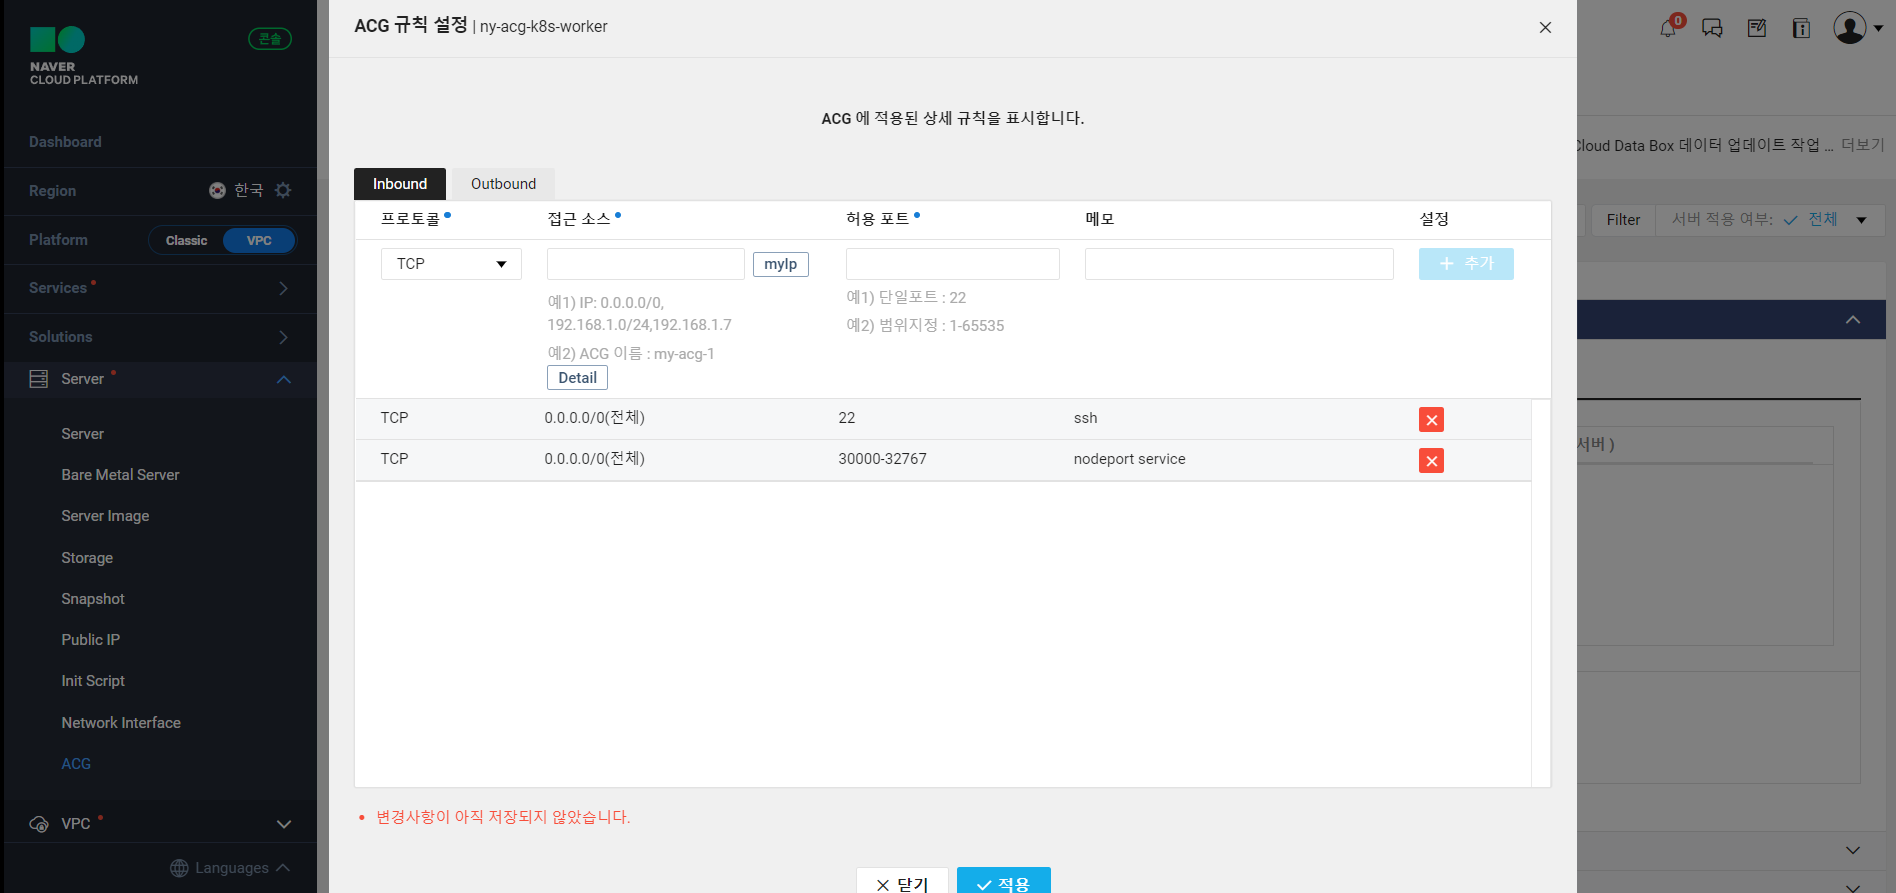 NAVER
CLOUD PLATFORM
콘솔
Dashboard
Region
한국
Platform
Classic
VPC
Services
Solutions
Server
Server
Bare Metal Server
Server Image
Storage
Snapshot
Public IP
Init Script
Network Interface
ACG
VPC
Languages
ACG 규칙 설정 | ny-acg-k8s-worker
ACG 에 적용된 상세 규칙을 표시합니다.
Inbound
Outbound
프로토콜
접근 소스
허용 포트
메모
설정
TCP
myIp
+ 추가
예1) IP: 0.0.0.0/0,
192.168.1.0/24,192.168.1.7
예2) ACG 이름 : my-acg-1
Detail
예1) 단일포트 : 22
예2) 범위지정 : 1-65535
TCP 0.0.0.0/0(전체) 22 ssh
TCP 0.0.0.0/0(전체) 30000-32767 nodeport service
변경사항이 아직 저장되지 않았습니다.
닫기
적용
0
Cloud Data Box 데이터 업데이트 작업 ... 더보기
Filter
서버 적용 여부: 전체
서버 )